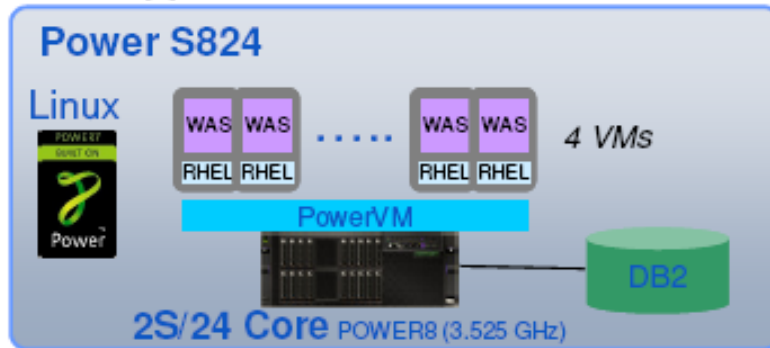 Power S824
Linux
POWER7
BUILT ON
Power
WAS WAS ..... WAS WAS
RHEL RHEL RHEL RHEL
4 VMs
PowerVM
DB2
2S/24 Core POWER8 (3.525 GHz)